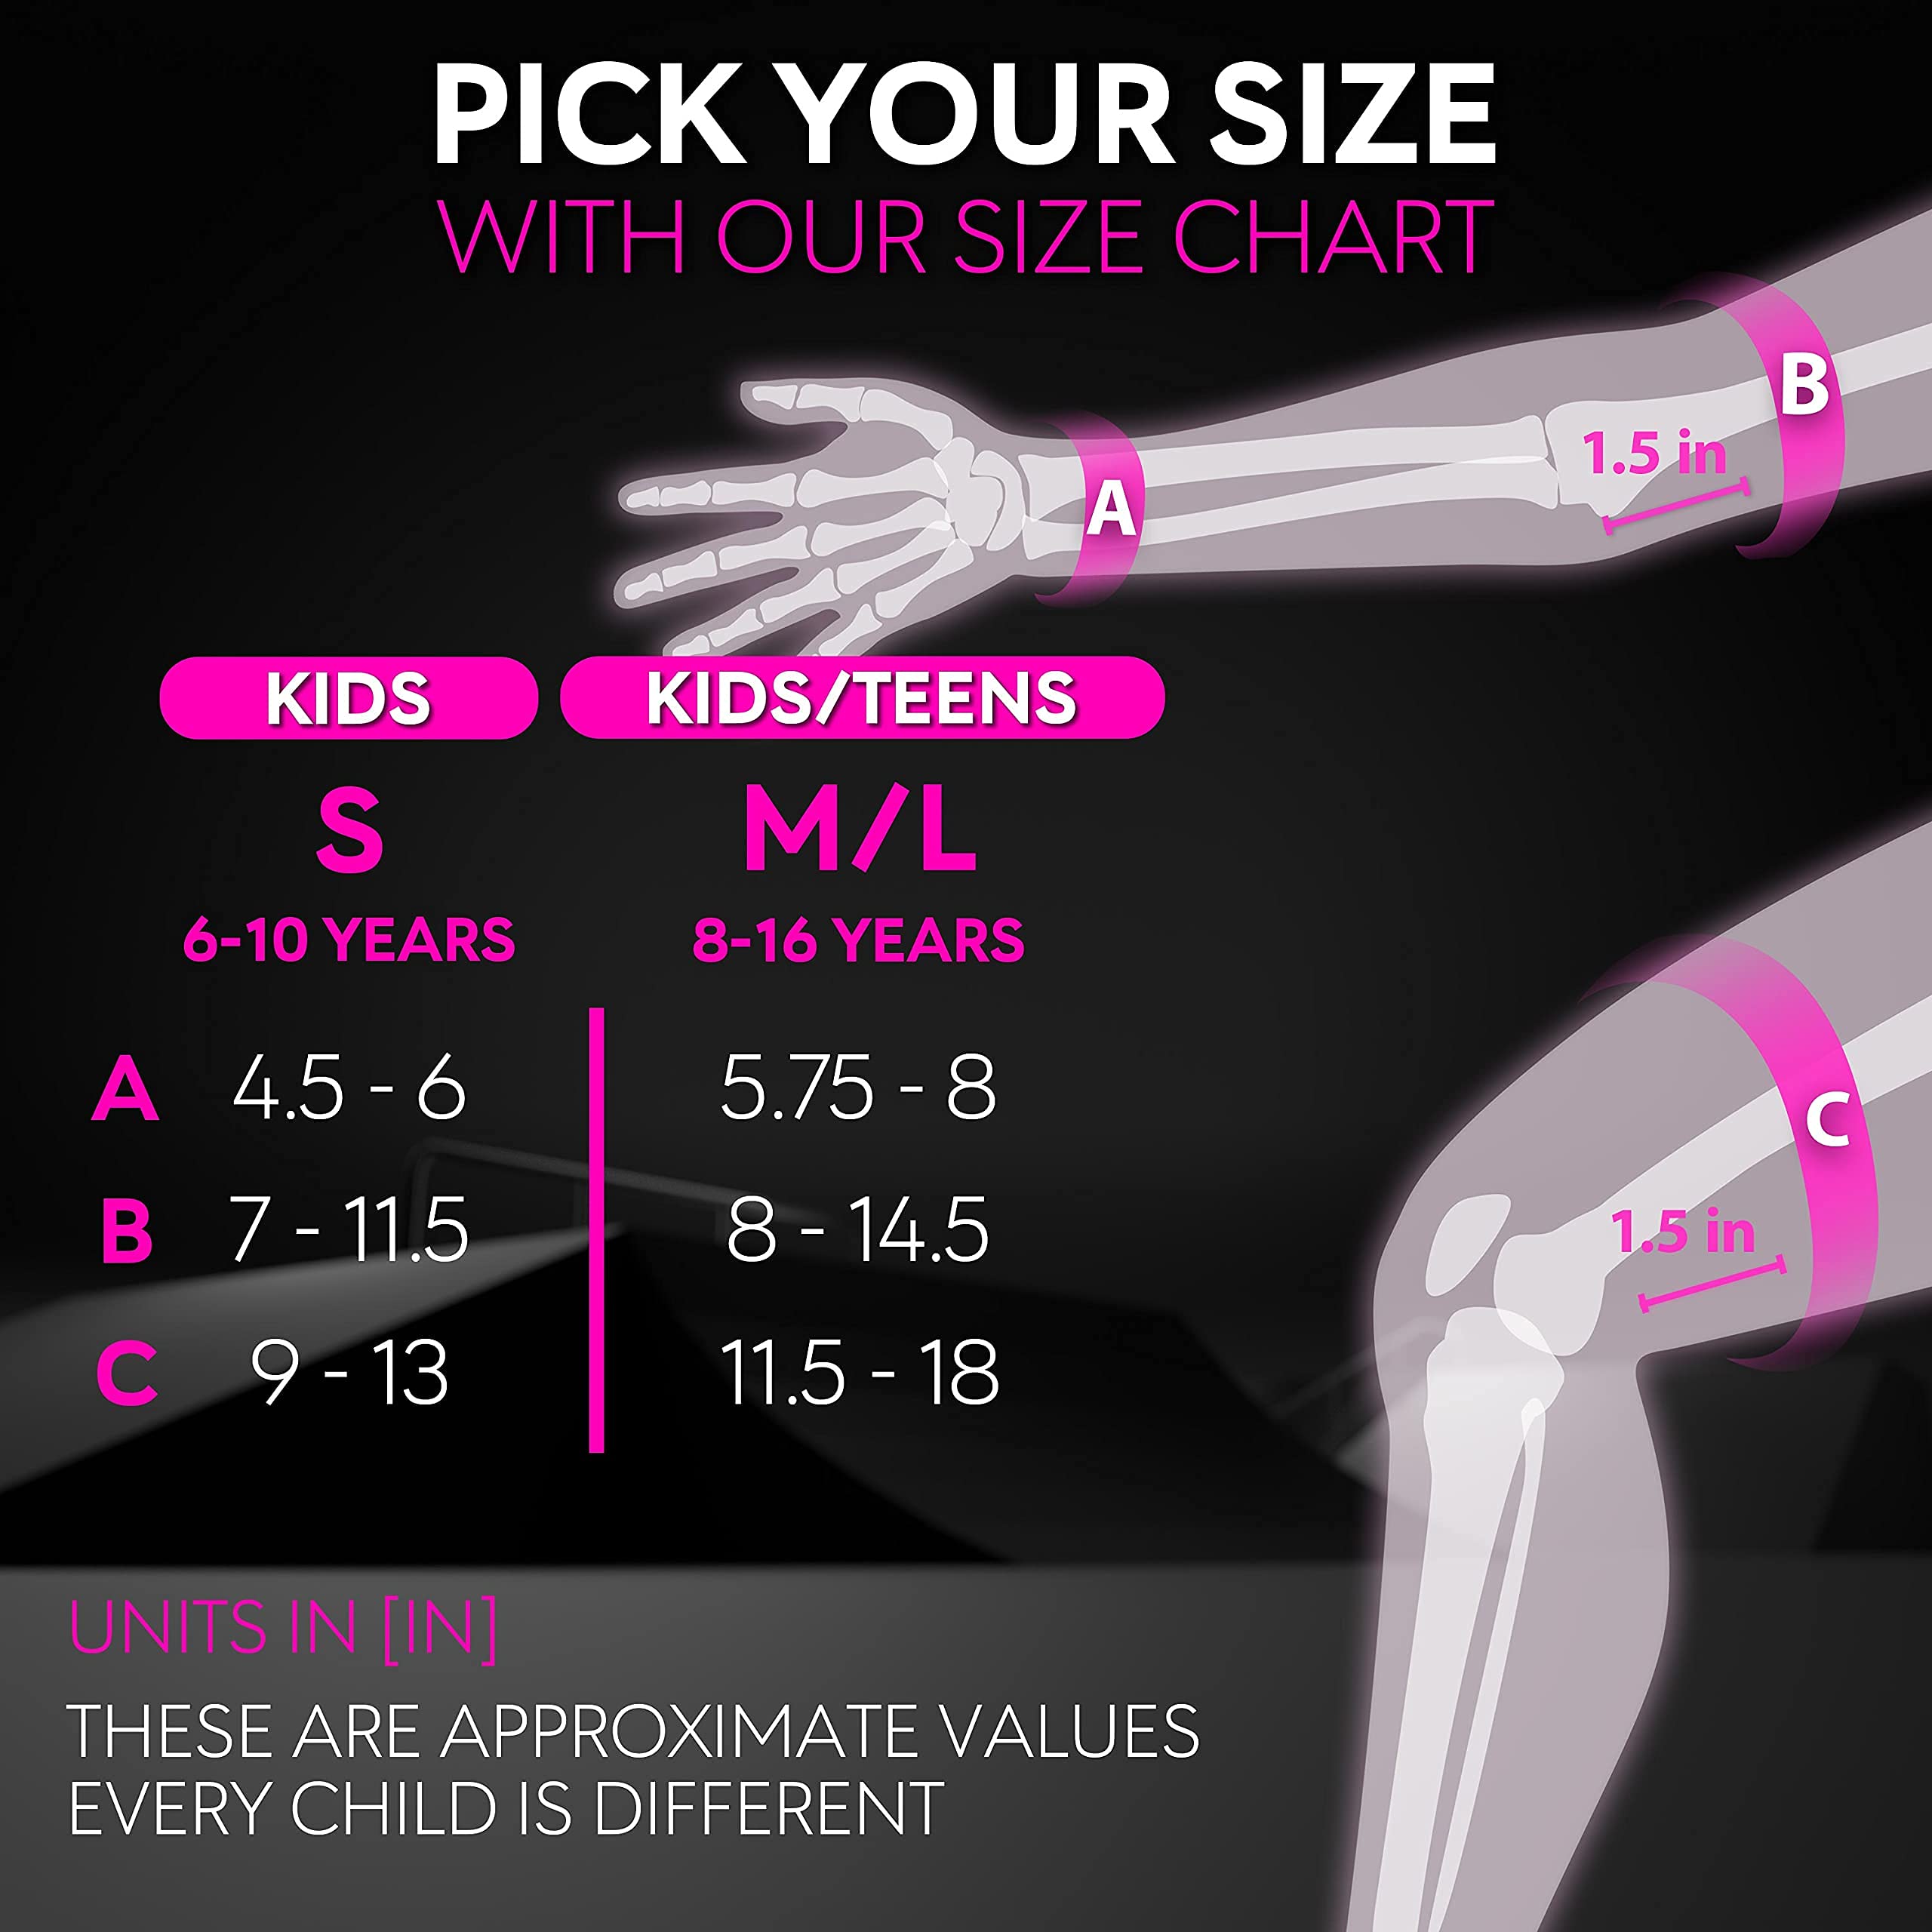 PICK YOUR SIZE
WITH OUR SIZE CHART
B
1.5 in
A
KIDS KIDS/TEENS
S M/L
6-10 YEARS 8-16 YEARS
A 4.5 - 6 5.75 - 8
B 7 - 11.5 8 - 14.5
C 9 - 13 11.5 - 18
C
1.5 in
UNITS IN [IN]
THESE ARE APPROXIMATE VALUES
EVERY CHILD IS DIFFERENT